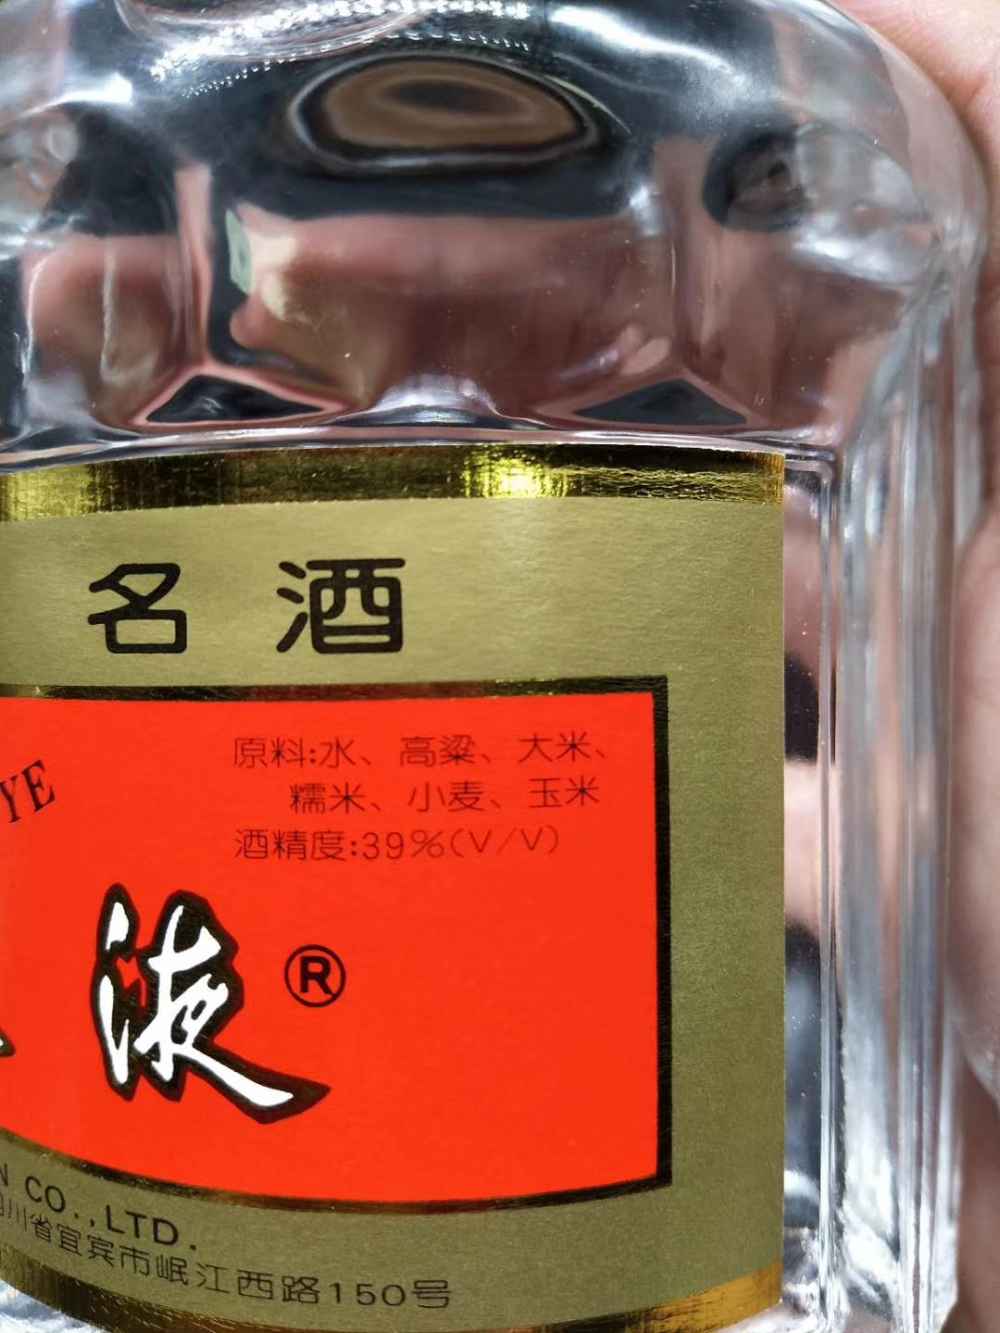 名酒
YE
原料:水、高粱、大米、
糯米、小麦、玉米
酒精度:39%(V/V)
液®
N CO.,LTD.
四川省宜宾市岷江西路150号